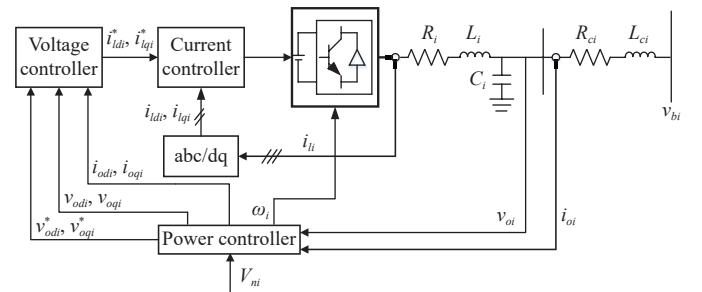 Voltage controller
i*ldi, i*lqi
Current controller
Ri
Li
Ci
Rci
Lci
vbi
ildi, ilqi
abc/dq
ili
iodi, ioqi
vodi, voqi
v*odi, v*oqi
ωi
Power controller
voi
ioi
Vni